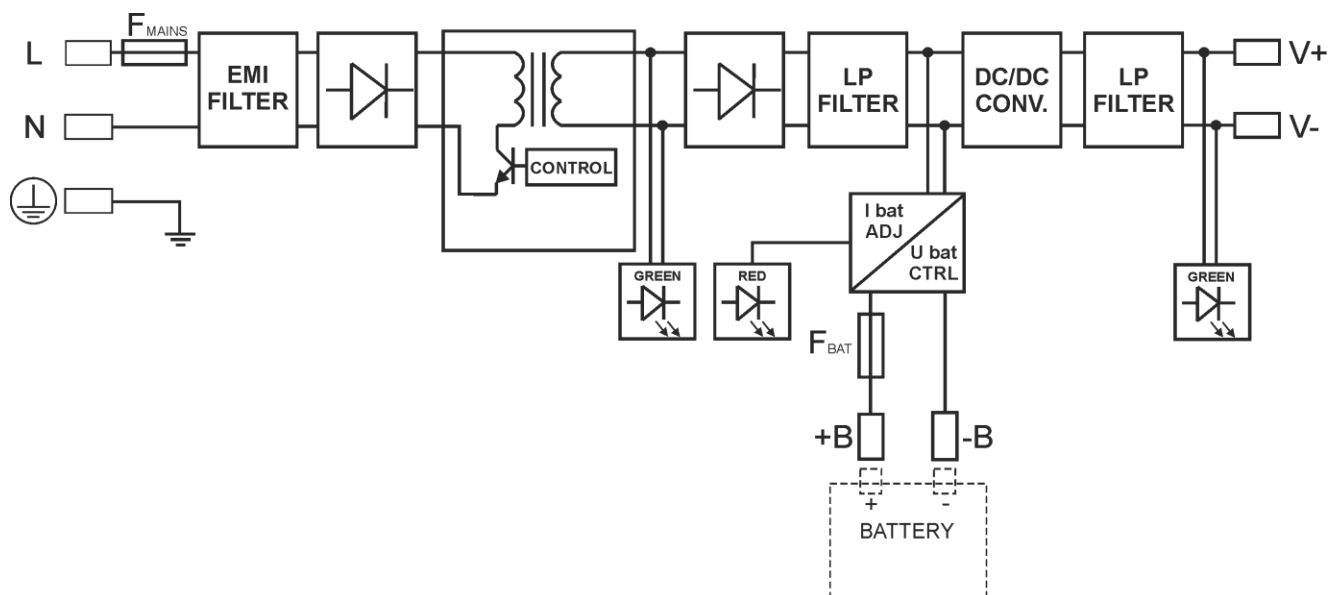 F MAINS
L
N
EMI
FILTER
CONTROL
LP
FILTER
DC/DC
CONV.
LP
FILTER
V+
V-
I bat
ADJ
U bat
CTRL
GREEN
RED
GREEN
F BAT
+B
-B
+ -
BATTERY